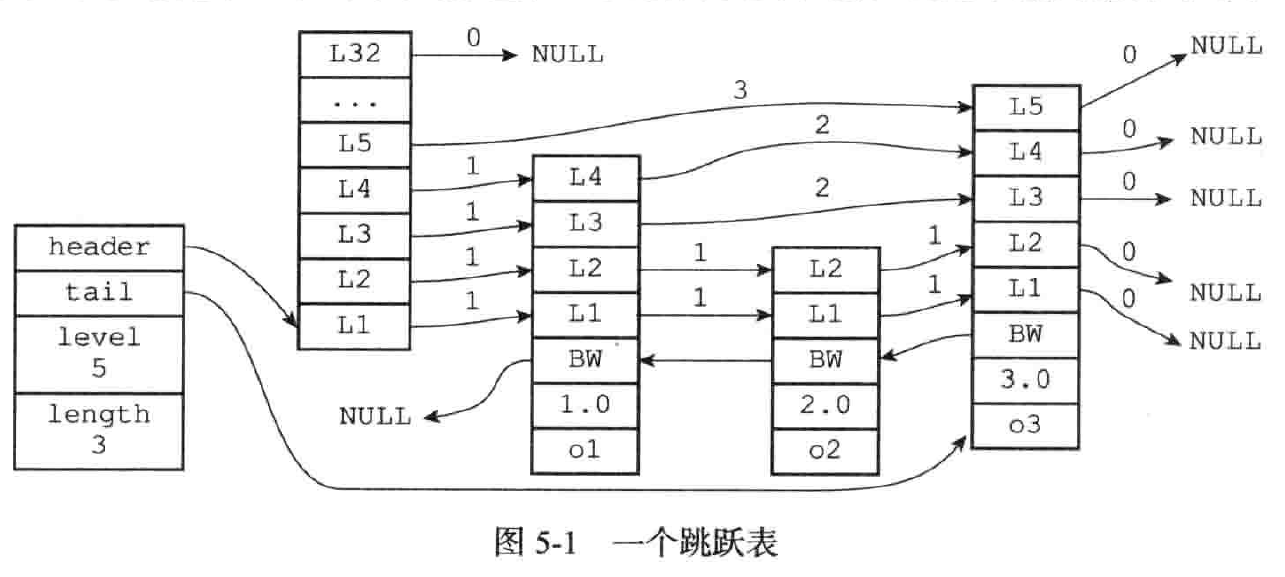 header
tail
level
5
length
3
L32
...
L5
L4
L3
L2
L1
0
NULL
3
1
1
1
1
L4
L3
L2
L1
BW
1.0
o1
NULL
2
2
1
1
L2
L1
BW
2.0
o2
1
1
L5
L4
L3
L2
L1
BW
3.0
o3
0
NULL
0
NULL
0
NULL
0
NULL
0
NULL
图 5-1 一个跳跃表